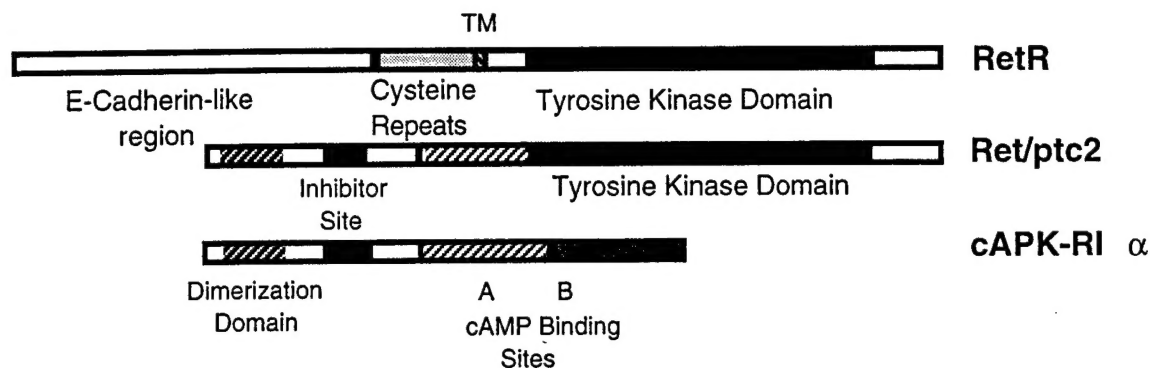 TM
RetR
E-Cadherin-like
region
Cysteine
Repeats
Tyrosine Kinase Domain
Ret/ptc2
Inhibitor
Site
Tyrosine Kinase Domain
cAPK-RI α
Dimerization
Domain
A B
cAMP Binding
Sites